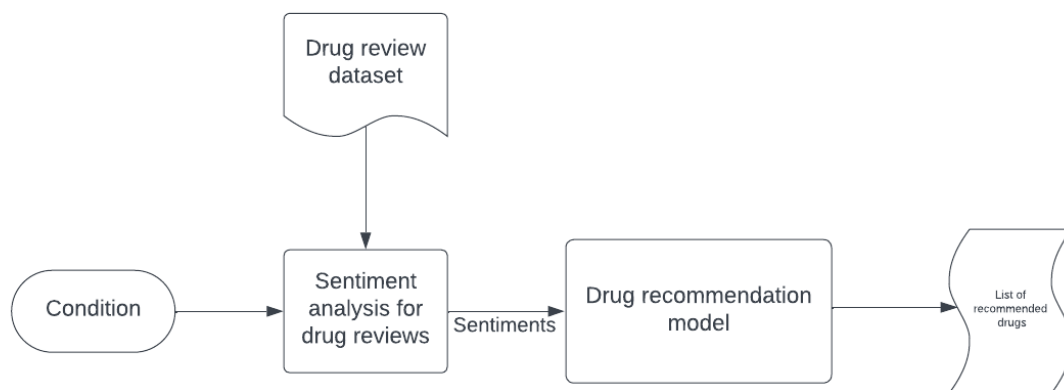 Drug review
dataset
Condition
Sentiment
analysis for
drug reviews
Sentiments
Drug recommendation
model
List of
recommended
drugs